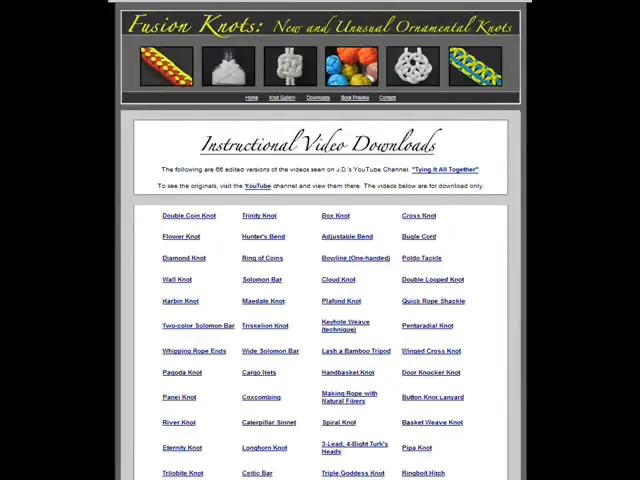 Fusion Knots: New and Unusual Ornamental Knots
Home Knot Gallery Downloads Book Preview Contact
Instructional Video Downloads
The following are 66 edited versions of the videos seen on J.D.'s YouTube Channel, "Tying It All Together".
To see the originals, visit the YouTube channel and view them there. The videos below are for download only.
Double Coin Knot Trinity Knot Box Knot Cross Knot
Flower Knot Hunter's Bend Adjustable Bend Bugle Cord
Diamond Knot Ring of Coins Bowline (One-handed) Poldo Tackle
Wall Knot Solomon Bar Cloud Knot Double Looped Knot
Harbin Knot Maedate Knot Plafond Knot Quick Rope Shackle
Two-color Solomon Bar Triskelion Knot Keyhole Weave (technique) Pentaradial Knot
Whipping Rope Ends Wide Solomon Bar Lash a Bamboo Tripod Winged Cross Knot
Pagoda Knot Cargo Nets Handbasket Knot Door Knocker Knot
Panel Knot Coxcombing Making Rope with Natural Fibers Button Knot Lanyard
River Knot Caterpillar Sinnet Spiral Knot Basket Weave Knot
Eternity Knot Longhorn Knot 3-Lead, 4-Bight Turk's Heads Pipa Knot
Trilobite Knot Celtic Bar Triple Goddess Knot Ringbolt Hitch